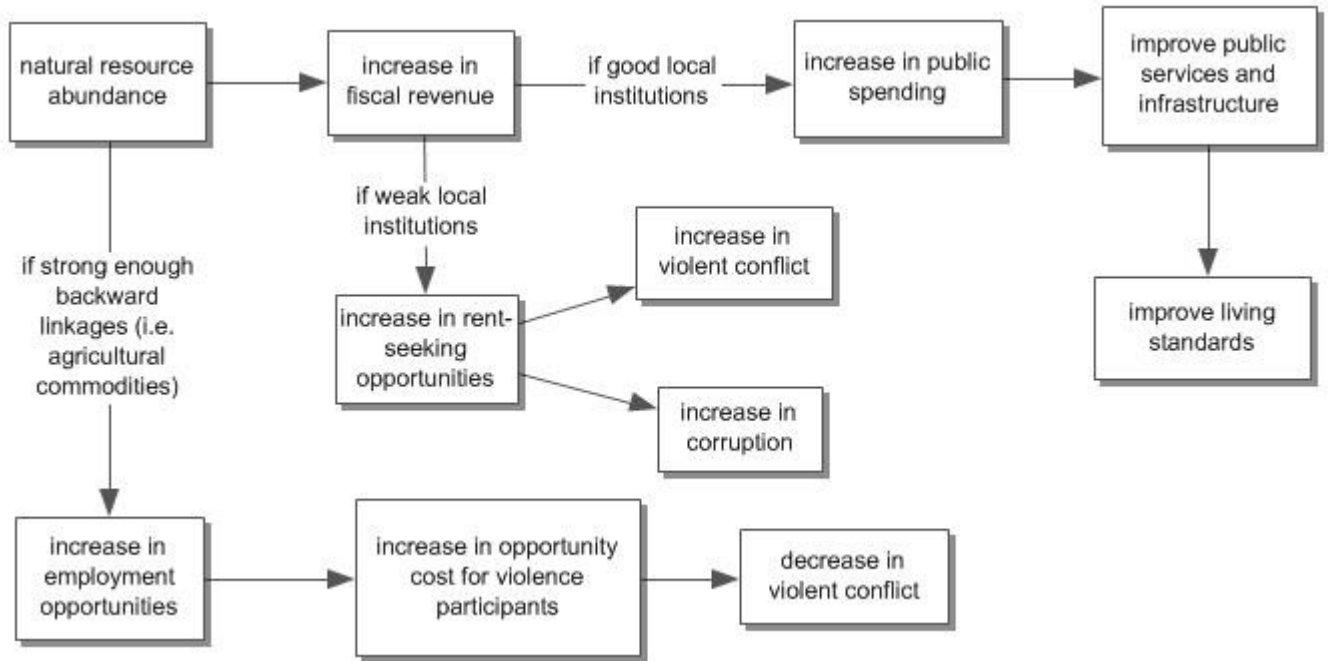 natural resource
abundance
increase in
fiscal revenue
if good local
institutions
increase in public
spending
improve public
services and
infrastructure
if weak local
institutions
if strong enough
backward
linkages (i.e.
agricultural
commodities)
increase in rent-
seeking
opportunities
increase in
violent conflict
increase in
corruption
improve living
standards
increase in
employment
opportunities
increase in opportunity
cost for violence
participants
decrease in
violent conflict